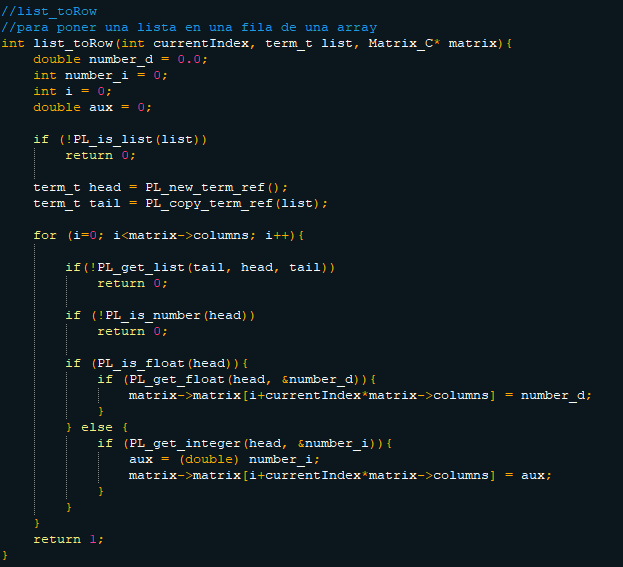 //list_toRow
//para poner una lista en una fila de una array
int list_toRow(int currentIndex, term_t list, Matrix_C* matrix){
    double number_d = 0.0;
    int number_i = 0;
    int i = 0;
    double aux = 0;
    if (!PL_is_list(list))
        return 0;
    term_t head = PL_new_term_ref();
    term_t tail = PL_copy_term_ref(list);
    for (i=0; i<matrix->columns; i++){
        if(!PL_get_list(tail, head, tail))
            return 0;
        if (!PL_is_number(head))
            return 0;
        if (PL_is_float(head)){
            if (PL_get_float(head, &number_d)){
                matrix->matrix[i+currentIndex*matrix->columns] = number_d;
            }
        } else {
            if (PL_get_integer(head, &number_i)){
                aux = (double) number_i;
                matrix->matrix[i+currentIndex*matrix->columns] = aux;
            }
        }
    }
    return 1;
}